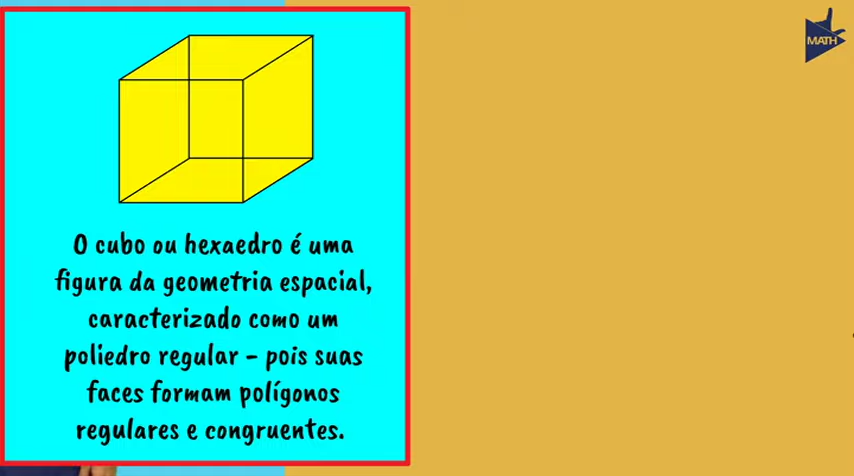 MATH
O cubo ou hexaedro é uma
figura da geometria espacial,
caracterizado como um
poliedro regular - pois suas
faces formam polígonos
regulares e congruentes.